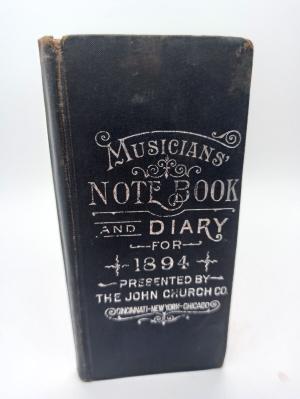 MUSICIANS'
NOTE BOOK
AND DIARY
FOR
1894
PRESENTED BY
THE JOHN CHURCH CO.
CINCINNATI-NEW YORK-CHICAGO